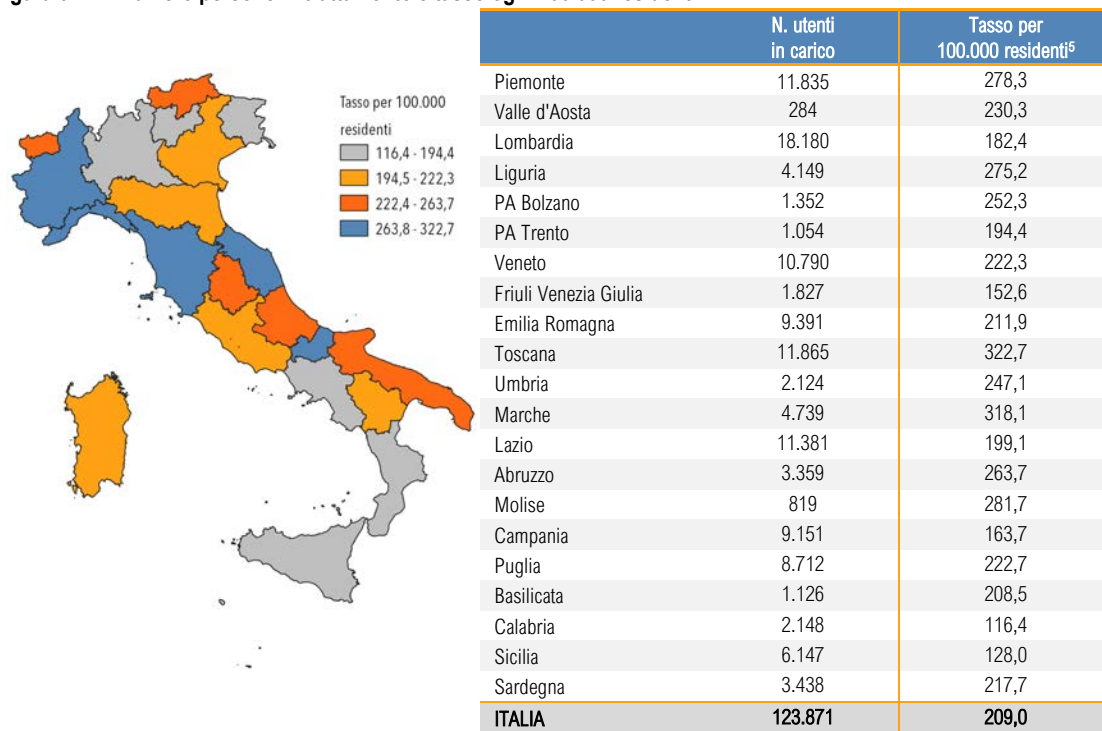 Tasso per 100.000
residenti
116,4 - 194,4
194,5 - 222,3
222,4 - 263,7
263,8 - 322,7
N. utenti in carico Tasso per 100.000 residenti5
Piemonte 11.835 278,3
Valle d'Aosta 284 230,3
Lombardia 18.180 182,4
Liguria 4.149 275,2
PA Bolzano 1.352 252,3
PA Trento 1.054 194,4
Veneto 10.790 222,3
Friuli Venezia Giulia 1.827 152,6
Emilia Romagna 9.391 211,9
Toscana 11.865 322,7
Umbria 2.124 247,1
Marche 4.739 318,1
Lazio 11.381 199,1
Abruzzo 3.359 263,7
Molise 819 281,7
Campania 9.151 163,7
Puglia 8.712 222,7
Basilicata 1.126 208,5
Calabria 2.148 116,4
Sicilia 6.147 128,0
Sardegna 3.438 217,7
ITALIA 123.871 209,0